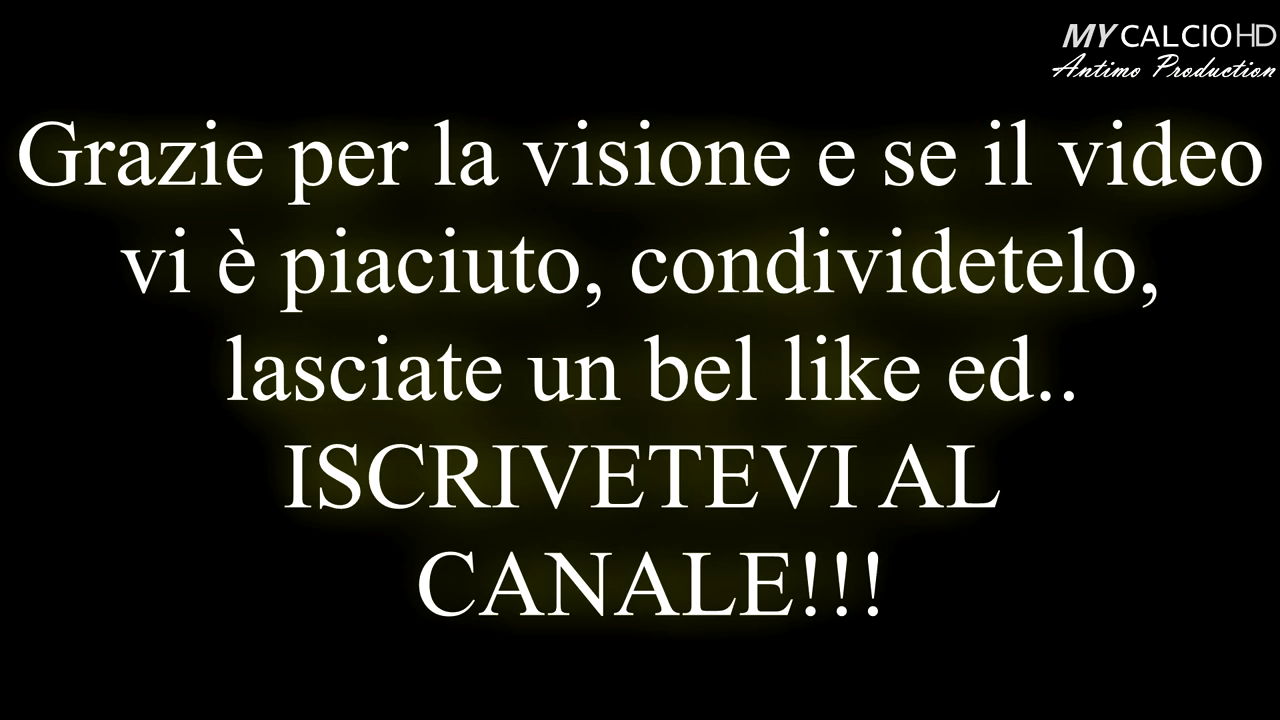 MY CALCIO HD
Antimo Production
Grazie per la visione e se il video
vi è piaciuto, condividetelo,
lasciate un bel like ed..
ISCRIVETEVI AL
CANALE!!!